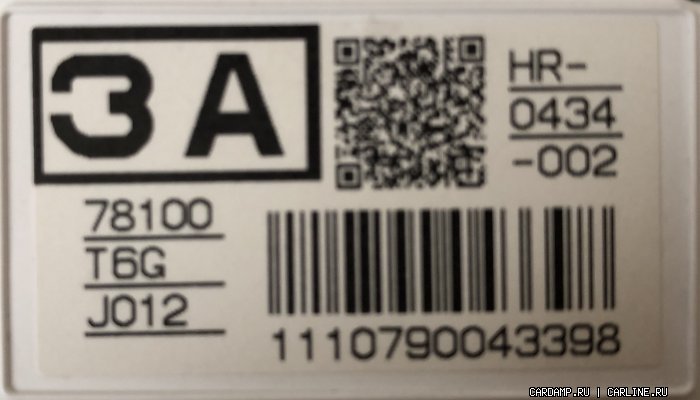 3A
HR-
0434
-002
78100
T6G
J012
1110790043398
CARDAMP.RU | CARLINE.RU